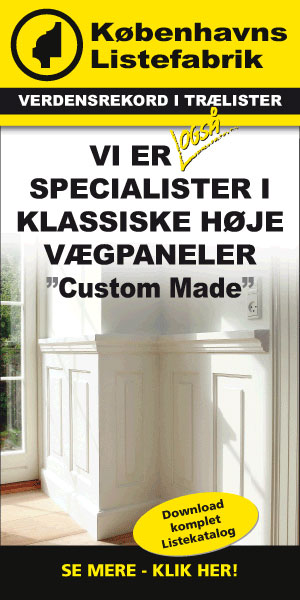 Københavns
Listefabrik
VERDENSREKORD I TRÆLISTER
VI ER OGSÅ
SPECIALISTER I
KLASSISKE HØJE
VÆGPANELER
”Custom Made”
Download
komplet
Listekatalog
SE MERE - KLIK HER!